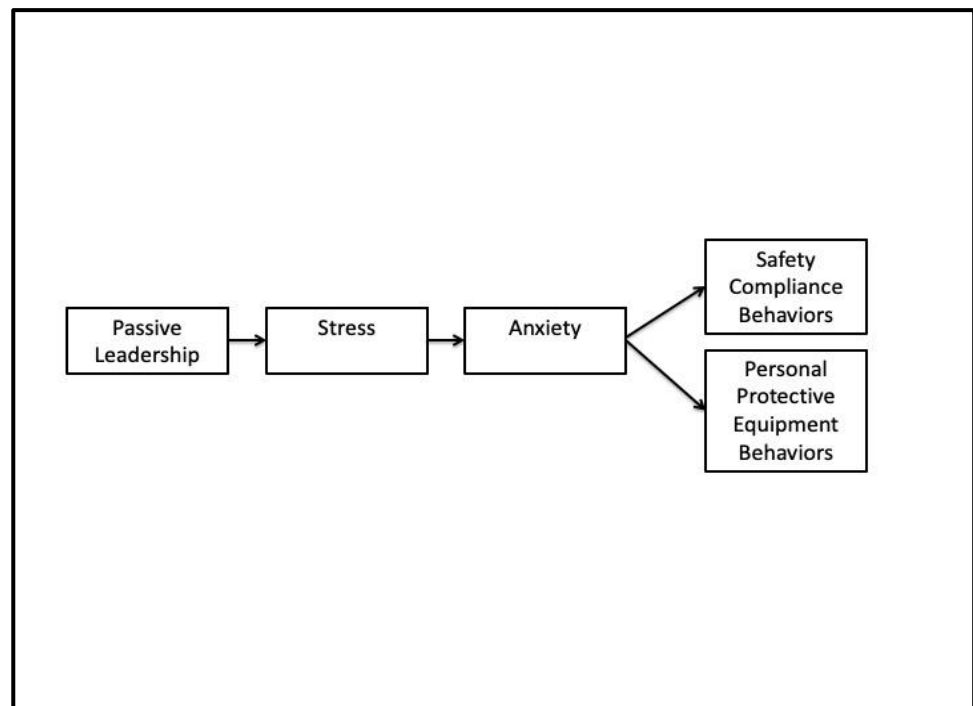 Passive
Leadership
Stress
Anxiety
Safety
Compliance
Behaviors
Personal
Protective
Equipment
Behaviors